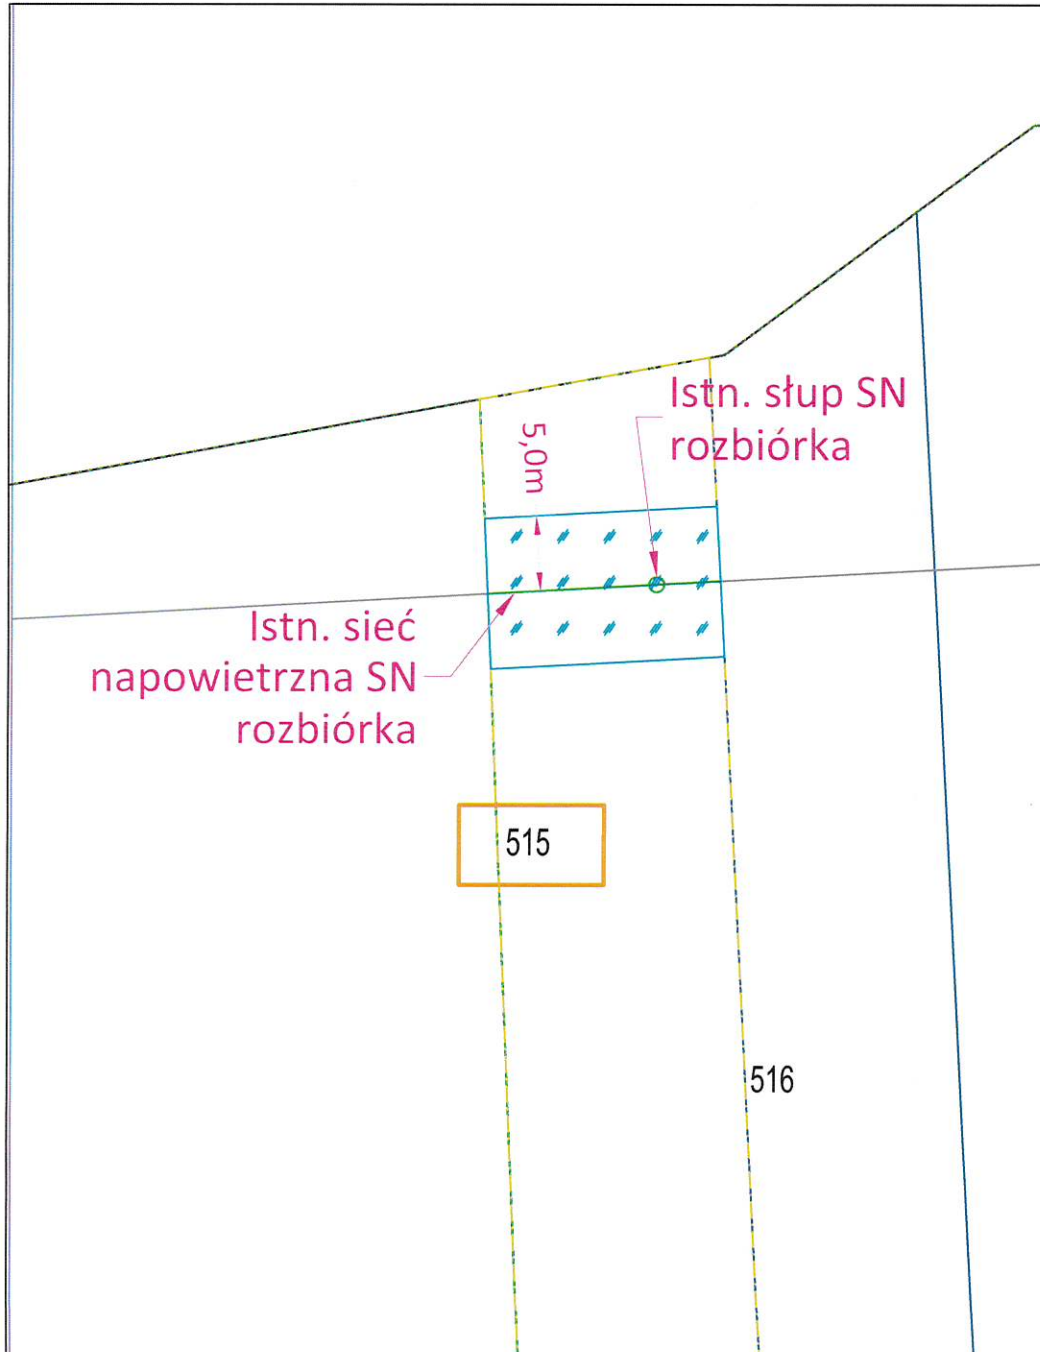 Istn. słup SN
rozbiórka
5,0m
Istn. sieć
napowietrzna SN
rozbiórka
515
516